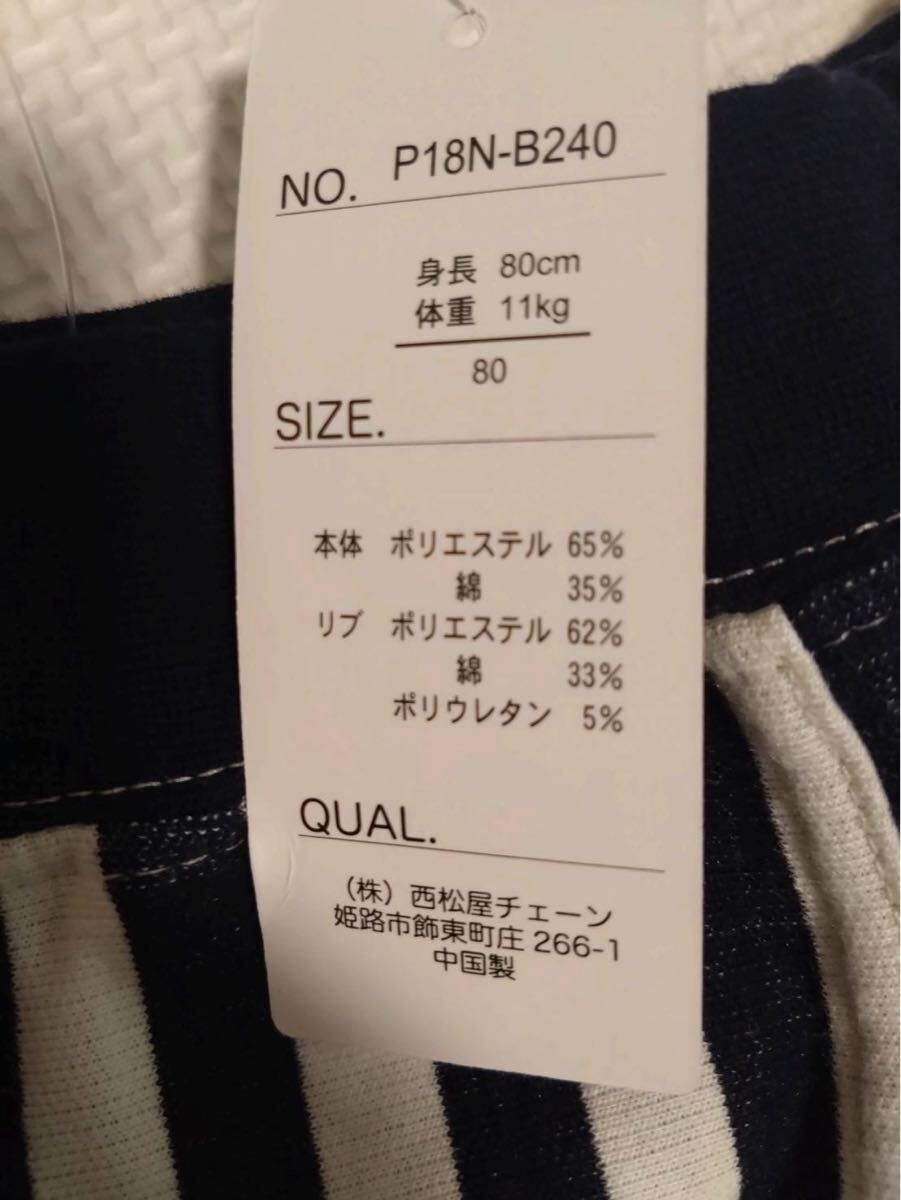 NO. P18N-B240
身長 80cm
体重 11kg
80
SIZE.
本体 ポリエステル 65%
綿 35%
リブ ポリエステル 62%
綿 33%
ポリウレタン 5%
QUAL.
(株) 西松屋チェーン
姫路市飾東町庄 266-1
中国製